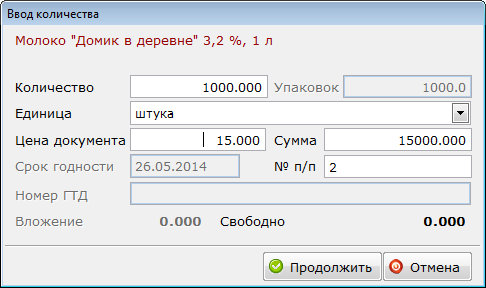 Ввод количества
Молоко "Домик в деревне" 3,2 %, 1 л
Количество 1000.000 Упаковок 1000.0
Единица штука
Цена документа 15.000 Сумма 15000.000
Срок годности 26.05.2014 № п/п 2
Номер ГТД
Вложение 0.000 Свободно 0.000
Продолжить Отмена